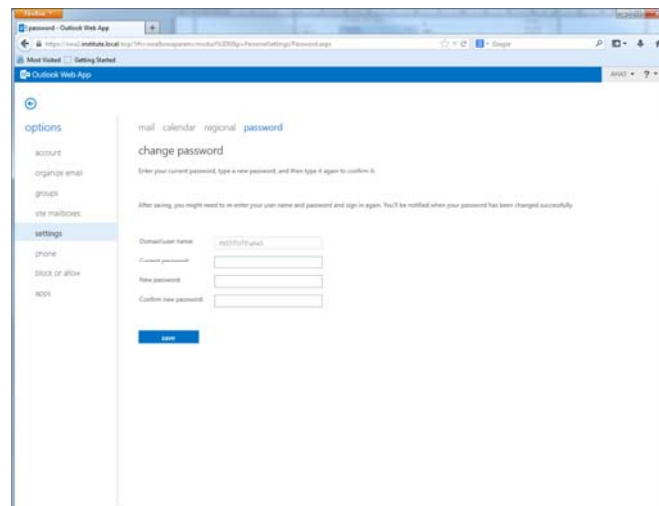 Firefox
password - Outlook Web App
institute.local
Google
Most Visited Getting Started
Outlook Web App
?
options
mail calendar regional password
account
change password
Enter your current password, type a new password, and then type it again to confirm it.
organize email
groups
After saving, you might need to re-enter your user name and password and sign in again. You'll be notified when your password has been changed successfully.
site mailboxes
settings
Domain\user name:
phone
Current password:
block or allow
New password:
apps
Confirm new password:
save